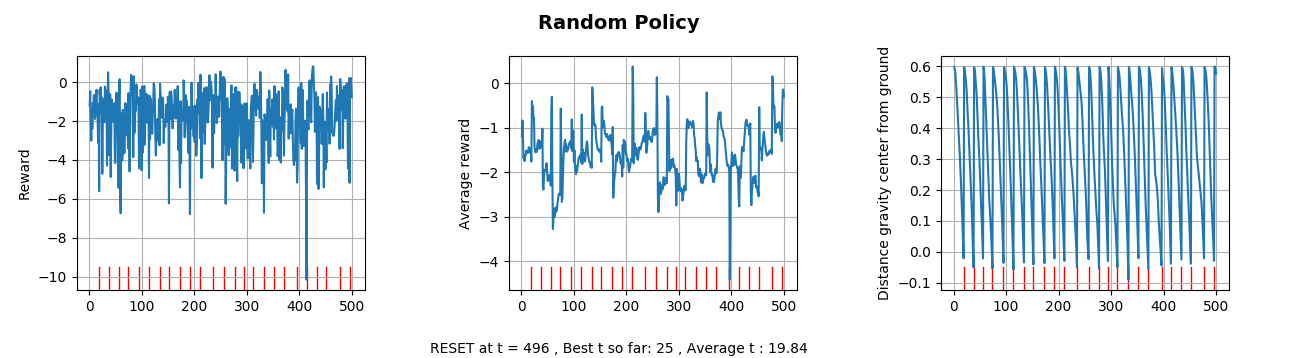 Random Policy
Reward
0
−2
−4
−6
−8
−10
0 100 200 300 400 500
Average reward
0
−1
−2
−3
−4
0 100 200 300 400 500
Distance gravity center from ground
0.6
0.5
0.4
0.3
0.2
0.1
0.0
−0.1
0 100 200 300 400 500
RESET at t = 496 , Best t so far: 25 , Average t : 19.84